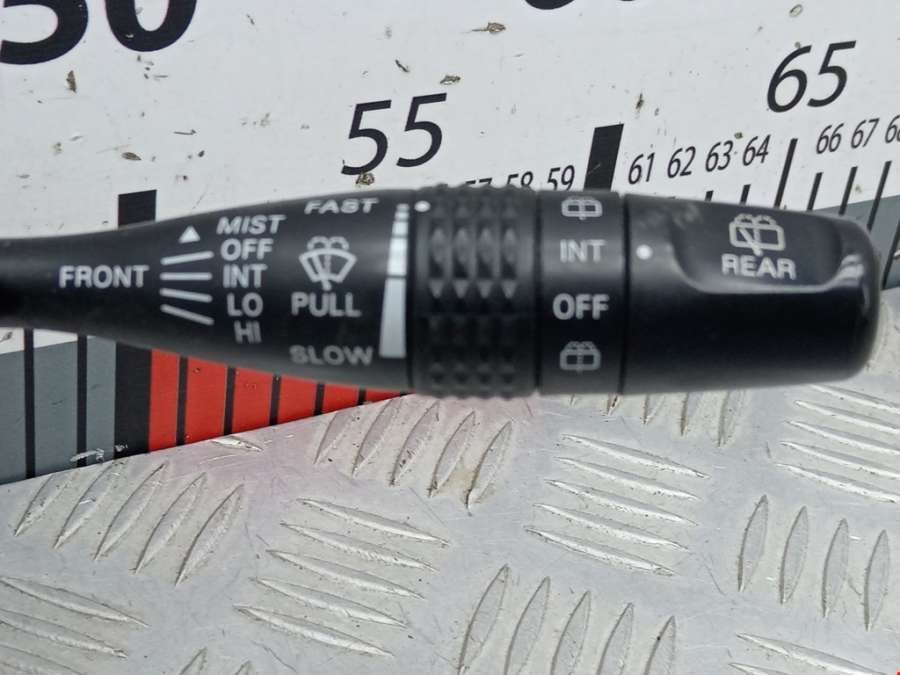 50
55
65
57 58 59
61 62 63 64
66 67
FRONT
MIST
OFF
INT
LO
HI
FAST
PULL
SLOW
INT
OFF
REAR